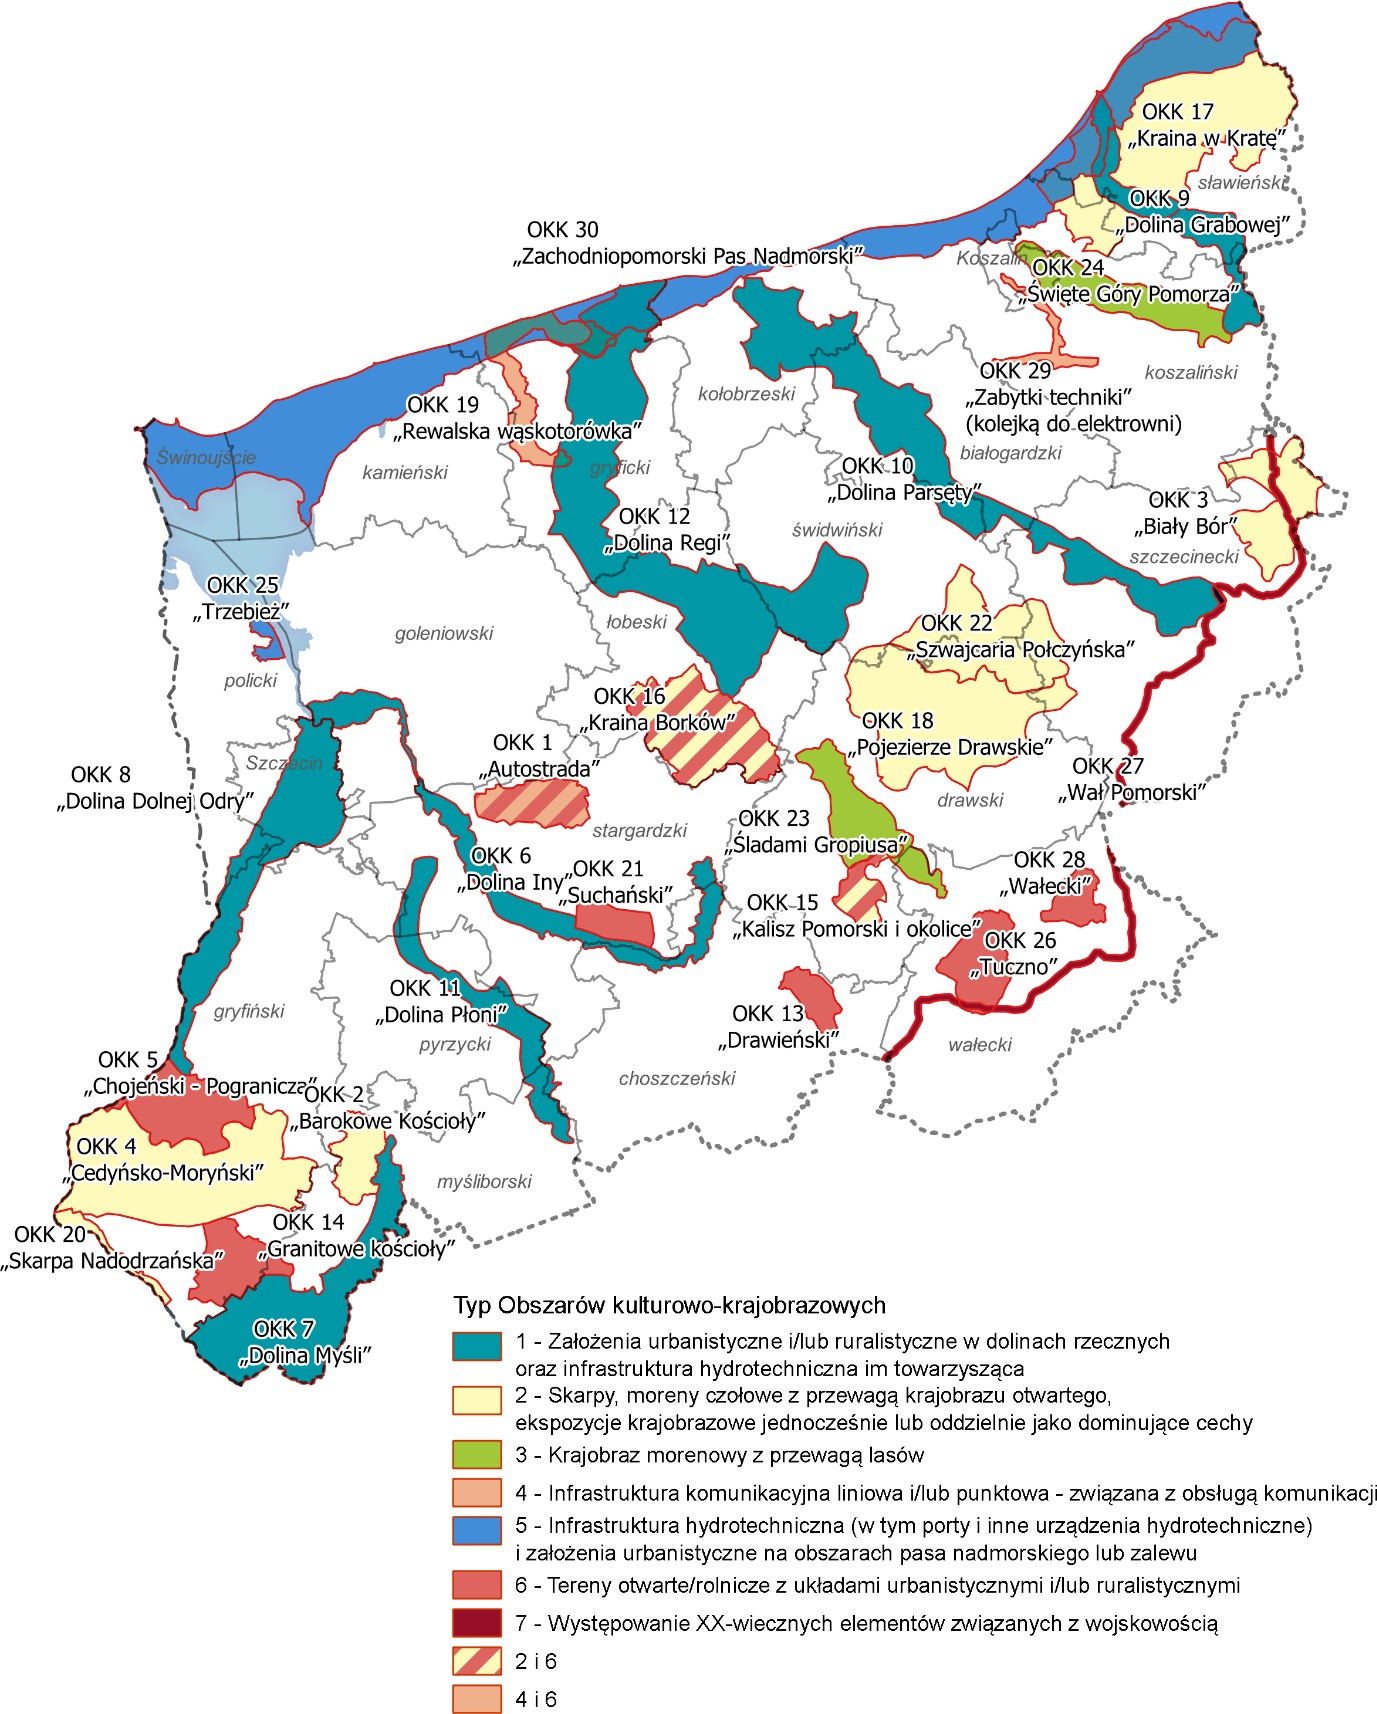 OKK 17
„Kraina w Kratę”
sławieński
OKK 9
„Dolina Grabowej”
OKK 30
„Zachodniopomorski Pas Nadmorski”
Koszalin
OKK 24
„Święte Góry Pomorza”
OKK 29
„Zabytki techniki”
(kolejką do elektrowni)
koszaliński
kołobrzeski
OKK 19
„Rewalska wąskotorówka”
Świnoujście
kamieński
gryficki
białogardzki
OKK 10
„Dolina Parsęty”
OKK 3
„Biały Bór”
szczecinecki
OKK 12
„Dolina Regi”
świdwiński
OKK 25
„Trzebież”
goleniowski
łobeski
OKK 22
„Szwajcaria Połczyńska”
policki
OKK 16
„Kraina Borków”
OKK 18
„Pojezierze Drawskie”
OKK 1
„Autostrada”
Szczecin
OKK 8
„Dolina Dolnej Odry”
OKK 27
„Wał Pomorski”
drawski
stargardzki
OKK 23
„Śladami Gropiusa”
OKK 6
„Dolina Iny”
OKK 21
„Suchański”
OKK 28
„Wałecki”
OKK 15
„Kalisz Pomorski i okolice”
OKK 26
„Tuczno”
OKK 11
„Dolina Płoni”
gryfiński
pyrzycki
OKK 13
„Drawieński”
wałecki
choszczeński
OKK 5
„Chojeński - Pogranicza”
OKK 2
„Barokowe Kościoły”
OKK 4
„Cedyńsko-Moryński”
myśliborski
OKK 20
„Skarpa Nadodrzańska”
OKK 14
„Granitowe kościoły”
OKK 7
„Dolina Myśli”
Typ Obszarów kulturowo-krajobrazowych
1 - Założenia urbanistyczne i/lub ruralistyczne w dolinach rzecznych
oraz infrastruktura hydrotechniczna im towarzysząca
2 - Skarpy, moreny czołowe z przewagą krajobrazu otwartego,
ekspozycje krajobrazowe jednocześnie lub oddzielnie jako dominujące cechy
3 - Krajobraz morenowy z przewagą lasów
4 - Infrastruktura komunikacyjna liniowa i/lub punktowa - związana z obsługą komunikacji
5 - Infrastruktura hydrotechniczna (w tym porty i inne urządzenia hydrotechniczne)
i założenia urbanistyczne na obszarach pasa nadmorskiego lub zalewu
6 - Tereny otwarte/rolnicze z układami urbanistycznymi i/lub ruralistycznymi
7 - Występowanie XX-wiecznych elementów związanych z wojskowością
2 i 6
4 i 6